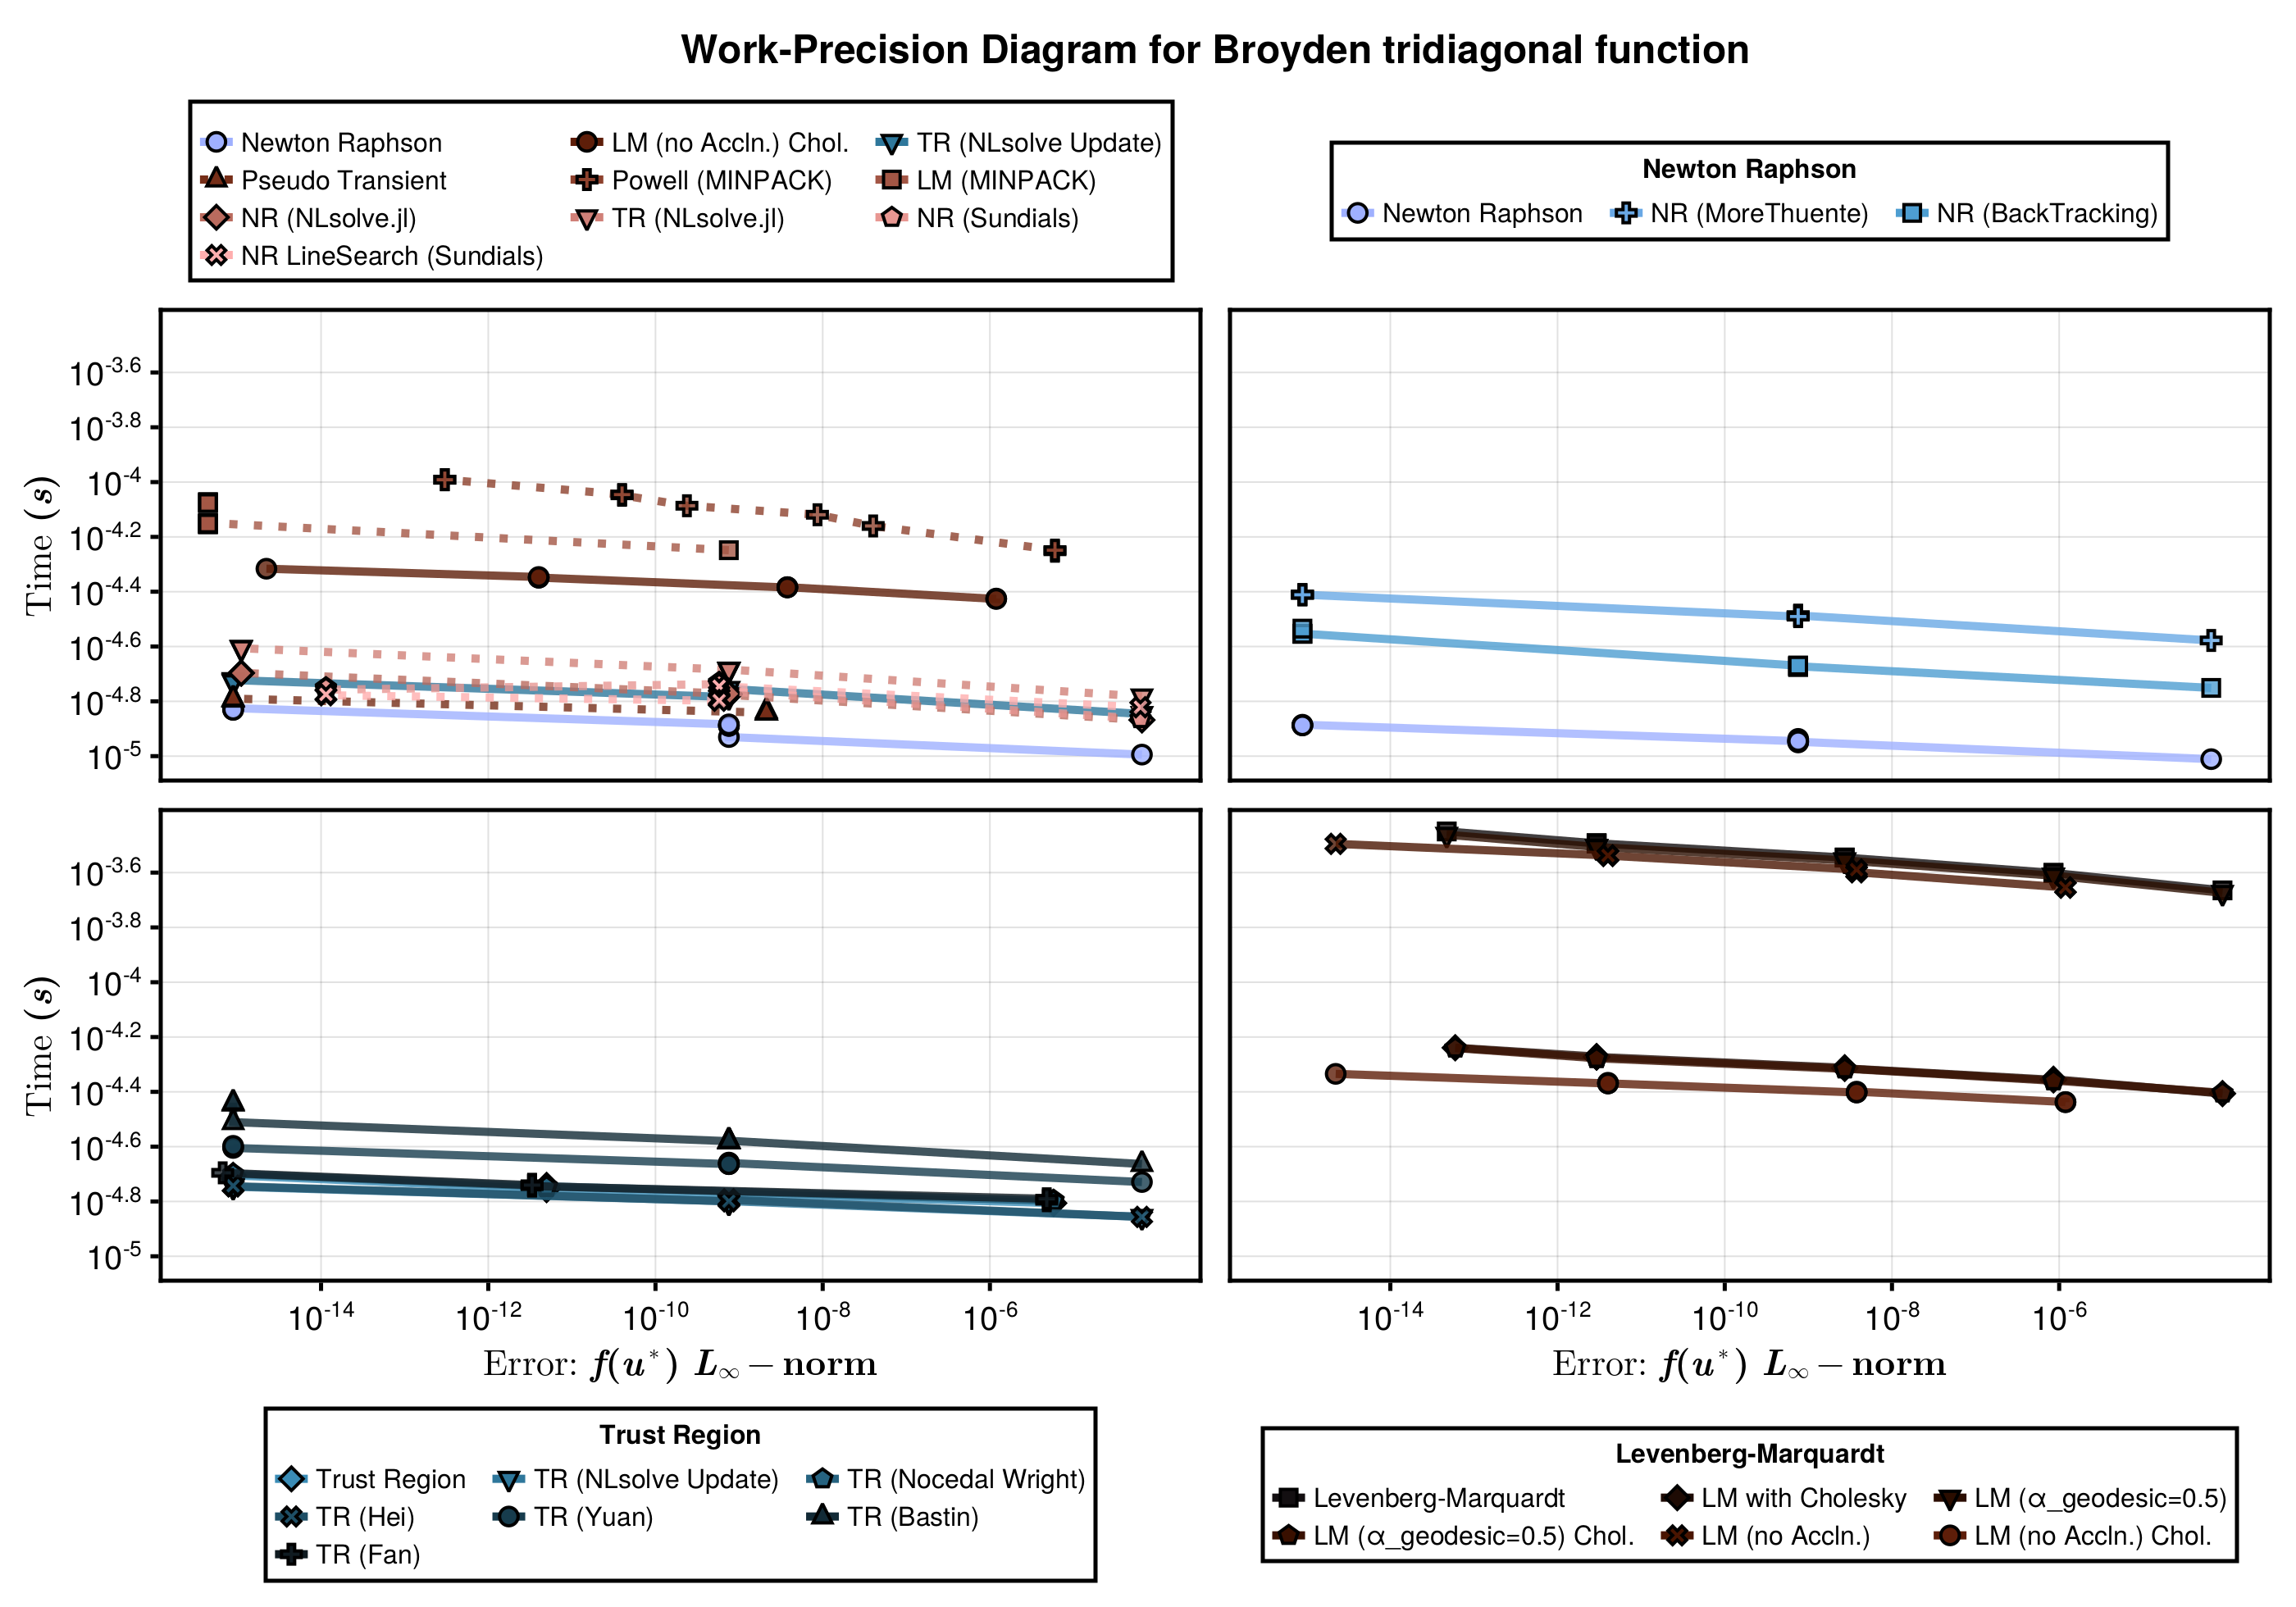 Work-Precision Diagram for Broyden tridiagonal function
Newton Raphson LM (no Accln.) Chol. TR (NLsolve Update)
Pseudo Transient Powell (MINPACK) LM (MINPACK)
NR (NLsolve.jl) TR (NLsolve.jl) NR (Sundials)
NR LineSearch (Sundials)
Newton Raphson
Newton Raphson NR (MoreThuente) NR (BackTracking)
Time (s)
10^-3.6
10^-3.8
10^-4
10^-4.2
10^-4.4
10^-4.6
10^-4.8
10^-5
Time (s)
10^-3.6
10^-3.8
10^-4
10^-4.2
10^-4.4
10^-4.6
10^-4.8
10^-5
10^-14 10^-12 10^-10 10^-8 10^-6
Error: f(u*) L∞ − norm
10^-14 10^-12 10^-10 10^-8 10^-6
Error: f(u*) L∞ − norm
Trust Region
Trust Region TR (NLsolve Update) TR (Nocedal Wright)
TR (Hei) TR (Yuan) TR (Bastin)
TR (Fan)
Levenberg-Marquardt
Levenberg-Marquardt LM with Cholesky LM (α_geodesic=0.5)
LM (α_geodesic=0.5) Chol. LM (no Accln.) LM (no Accln.) Chol.